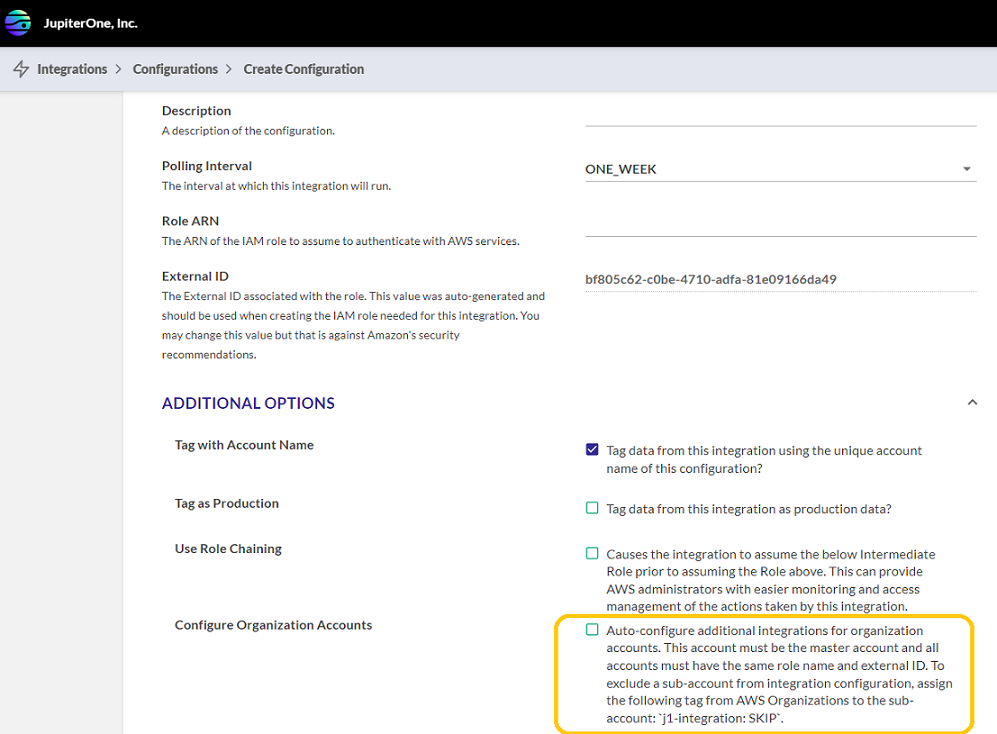 JupiterOne, Inc.
Integrations > Configurations > Create Configuration
Description
A description of the configuration.
Polling Interval
The interval at which this integration will run.
ONE_WEEK
Role ARN
The ARN of the IAM role to assume to authenticate with AWS services.
External ID
The External ID associated with the role. This value was auto-generated and
should be used when creating the IAM role needed for this integration. You
may change this value but that is against Amazon's security
recommendations.
bf805c62-c0be-4710-adfa-81e09166da49
ADDITIONAL OPTIONS
Tag with Account Name
Tag data from this integration using the unique account
name of this configuration?
Tag as Production
Tag data from this integration as production data?
Use Role Chaining
Causes the integration to assume the below Intermediate
Role prior to assuming the Role above. This can provide
AWS administrators with easier monitoring and access
management of the actions taken by this integration.
Configure Organization Accounts
Auto-configure additional integrations for organization
accounts. This account must be the master account and all
accounts must have the same role name and external ID. To
exclude a sub-account from integration configuration, assign
the following tag from AWS Organizations to the sub-
account: `j1-integration: SKIP`.